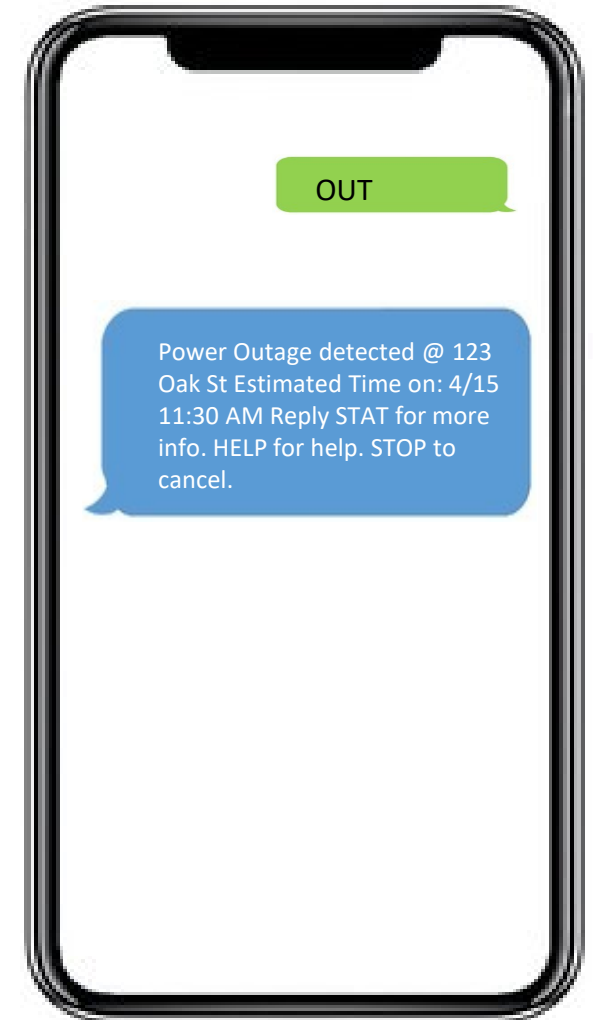 OUT
Power Outage detected @ 123
Oak St Estimated Time on: 4/15
11:30 AM Reply STAT for more
info. HELP for help. STOP to
cancel.